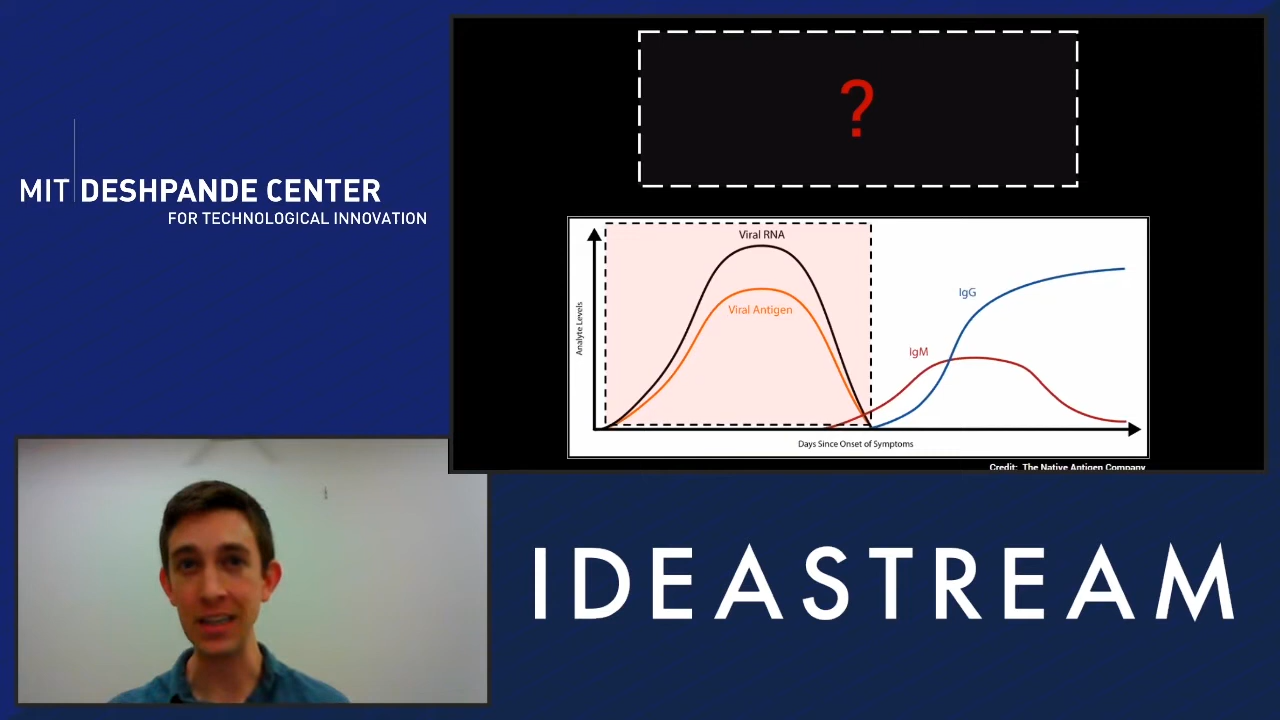 MIT DESHPANDE CENTER
FOR TECHNOLOGICAL INNOVATION
?
Viral RNA
Viral Antigen
IgG
IgM
Analyte Levels
Days Since Onset of Symptoms
Credit: The Native Antigen Company
IDEASTREAM